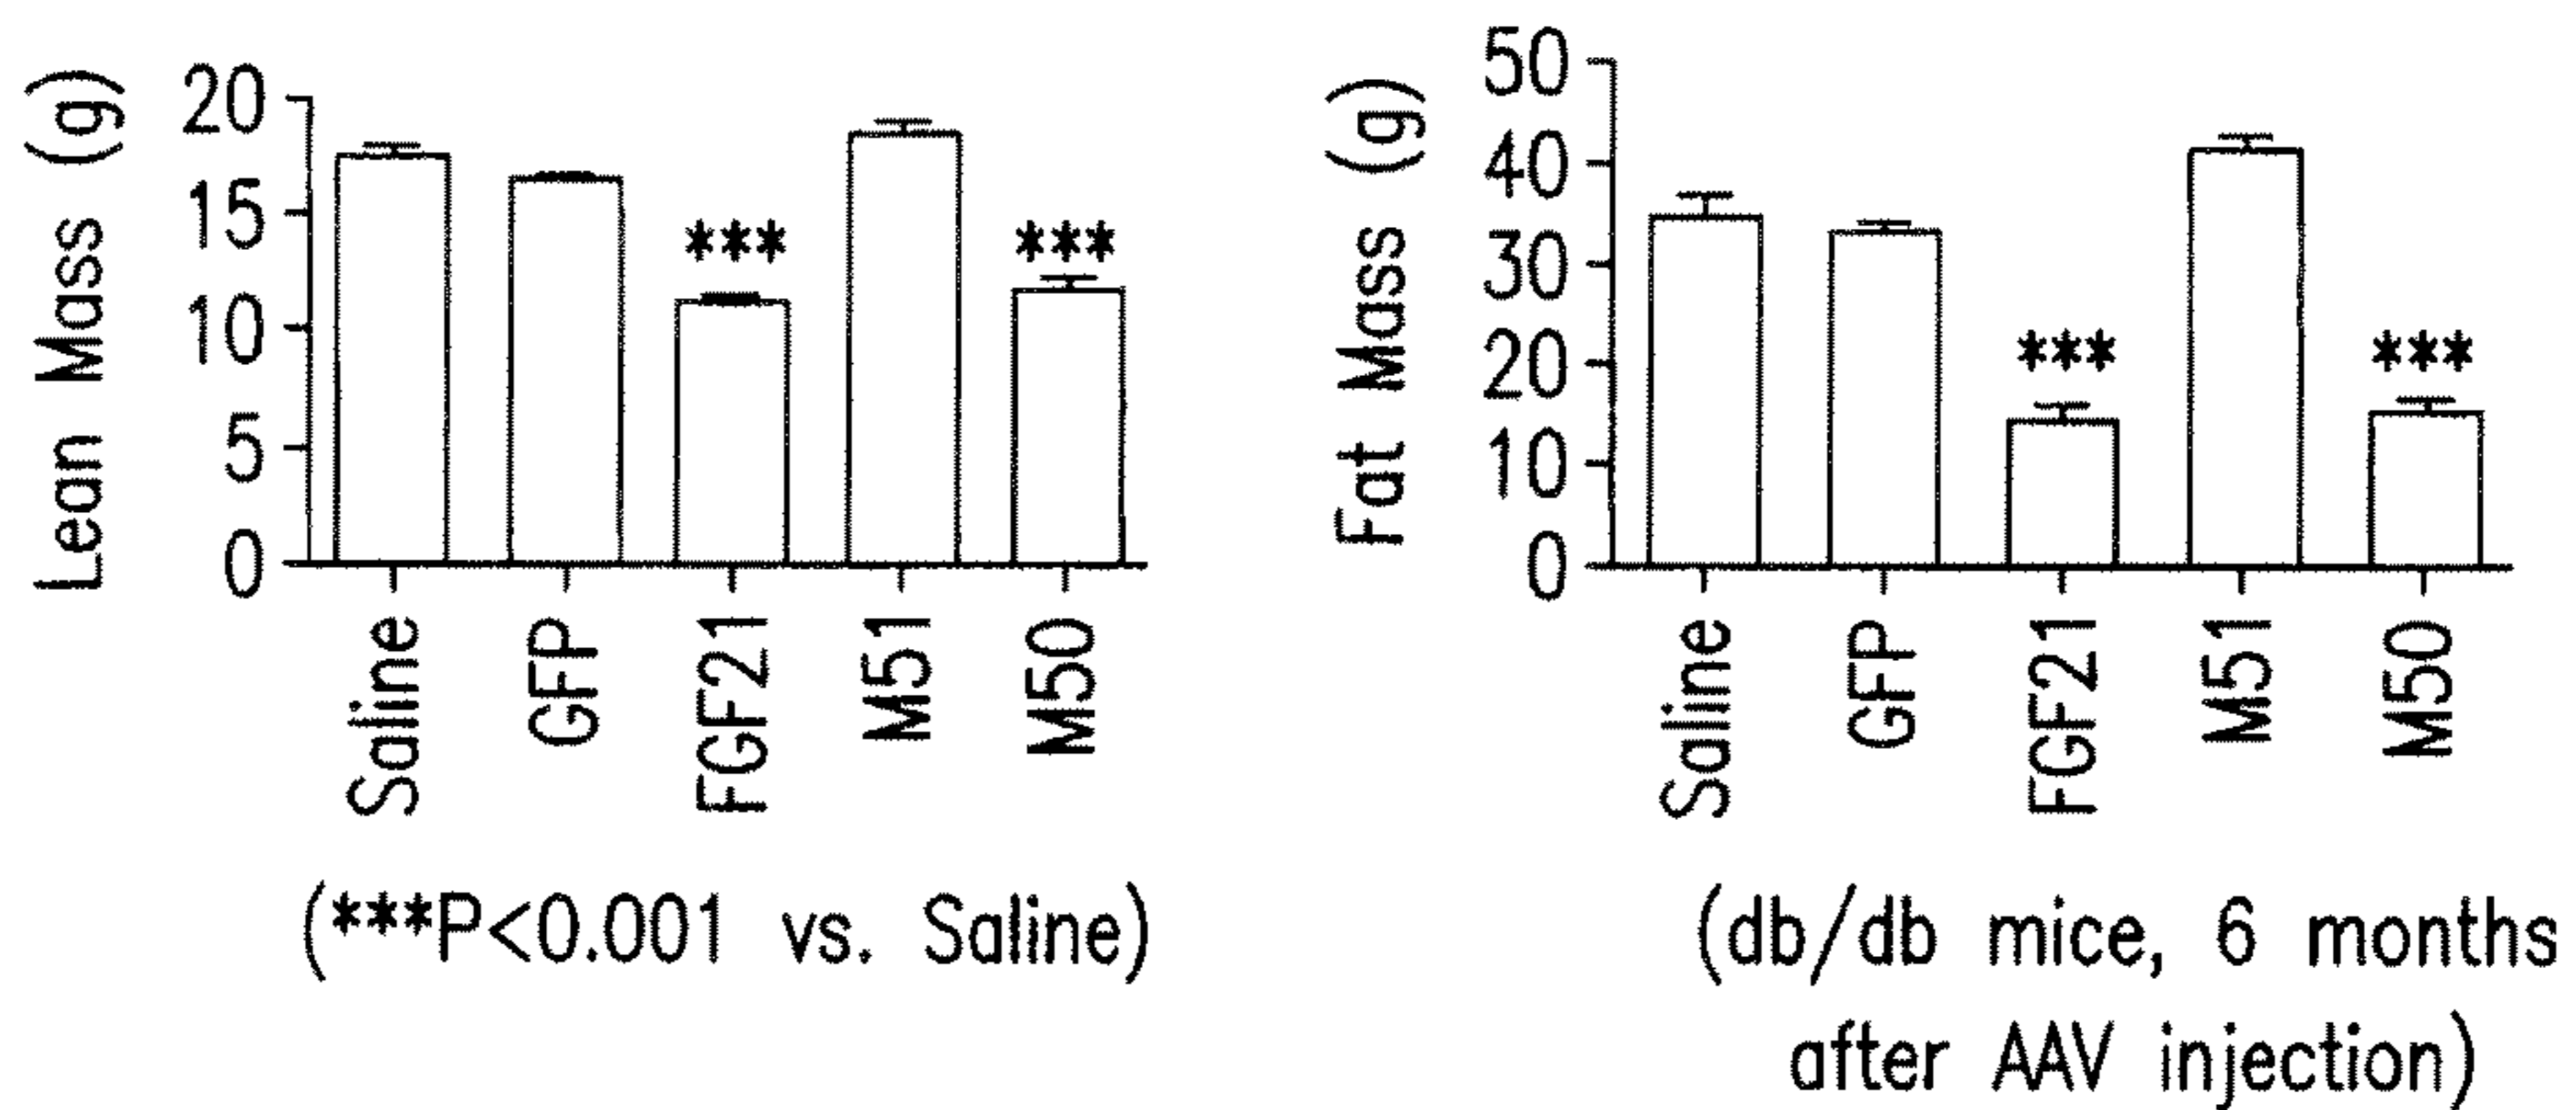 Lean Mass (g)
20
15
10
5
0
Saline
GFP
FGF21
M51
M50
***
***
(***P<0.001 vs. Saline)
Fat Mass (g)
50
40
30
20
10
0
Saline
GFP
FGF21
M51
M50
***
***
(db/db mice, 6 months
after AAV injection)